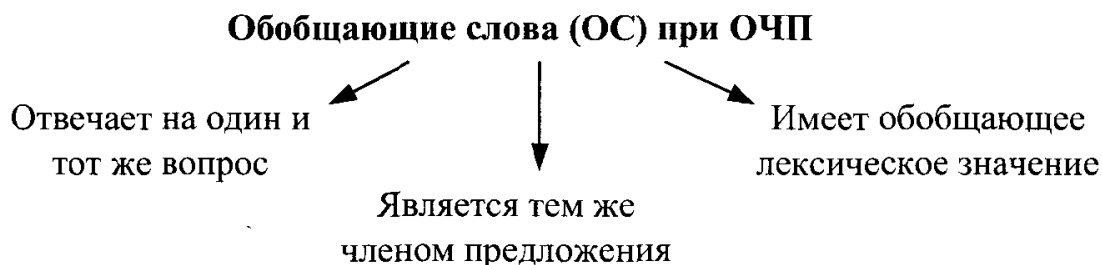 Обобщающие слова (ОС) при ОЧП
Отвечает на один и
тот же вопрос
Является тем же
членом предложения
Имеет обобщающее
лексическое значение